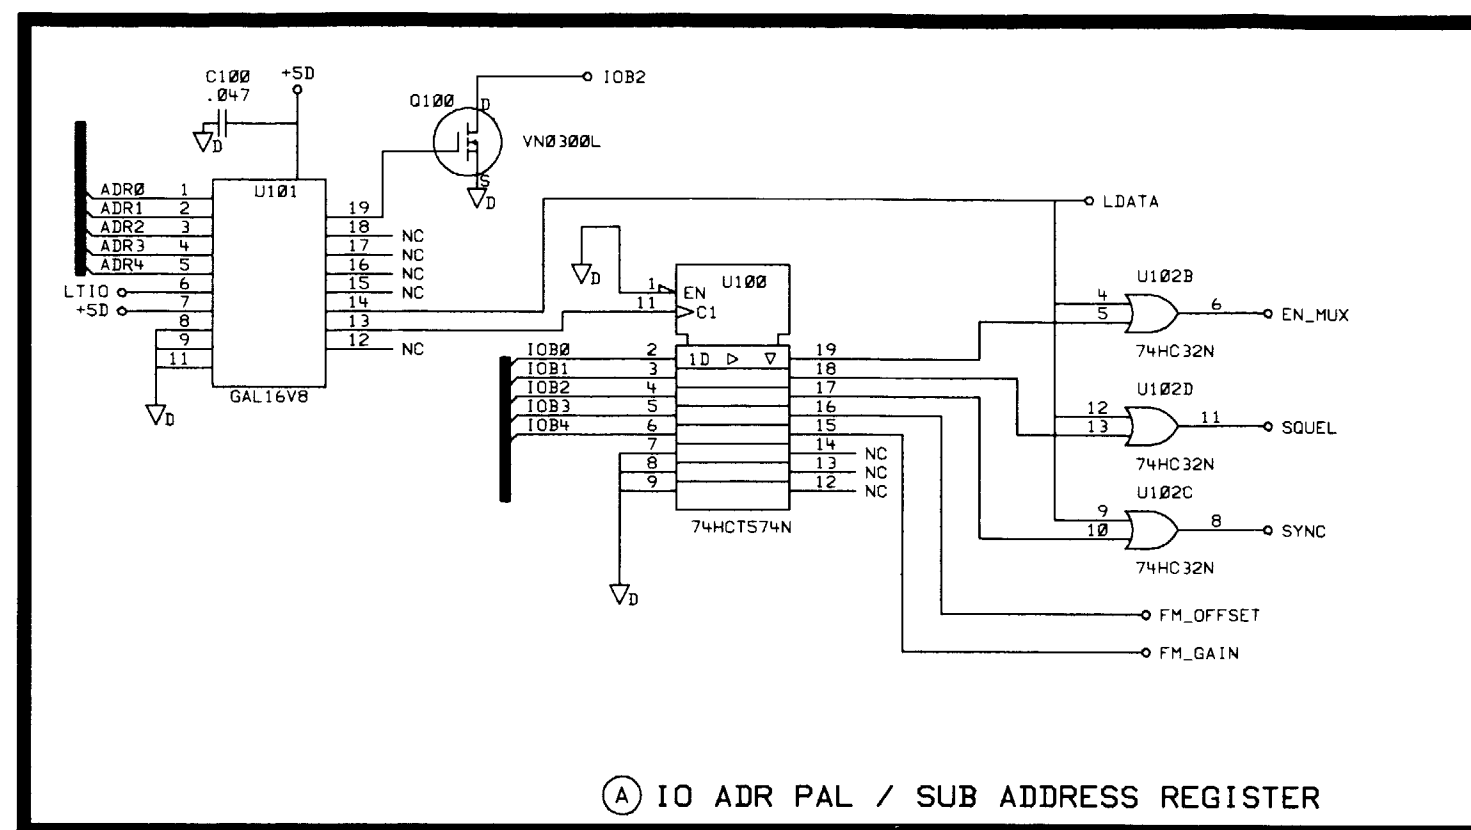 C100
.047
+5D
D
IOB2
Q100
D
S
D
VN0300L
ADR0 1
ADR1 2
ADR2 3
ADR3 4
ADR4 5
LTIO 6
+5D 7
8
9
11
D
U101
GAL16V8
19
18 NC
17 NC
16 NC
15 NC
14
13
12 NC
LDATA
D
U100
1 EN
11 C1
1D
IOB0 2
IOB1 3
IOB2 4
IOB3 5
IOB4 6
7
8
9
19
18
17
16
15
14 NC
13 NC
12 NC
74HCT574N
D
U102B
4
5
6 EN_MUX
74HC32N
U102D
12
13
11 SQUEL
74HC32N
U102C
9
10
8 SYNC
74HC32N
FM_OFFSET
FM_GAIN
A IO ADR PAL / SUB ADDRESS REGISTER